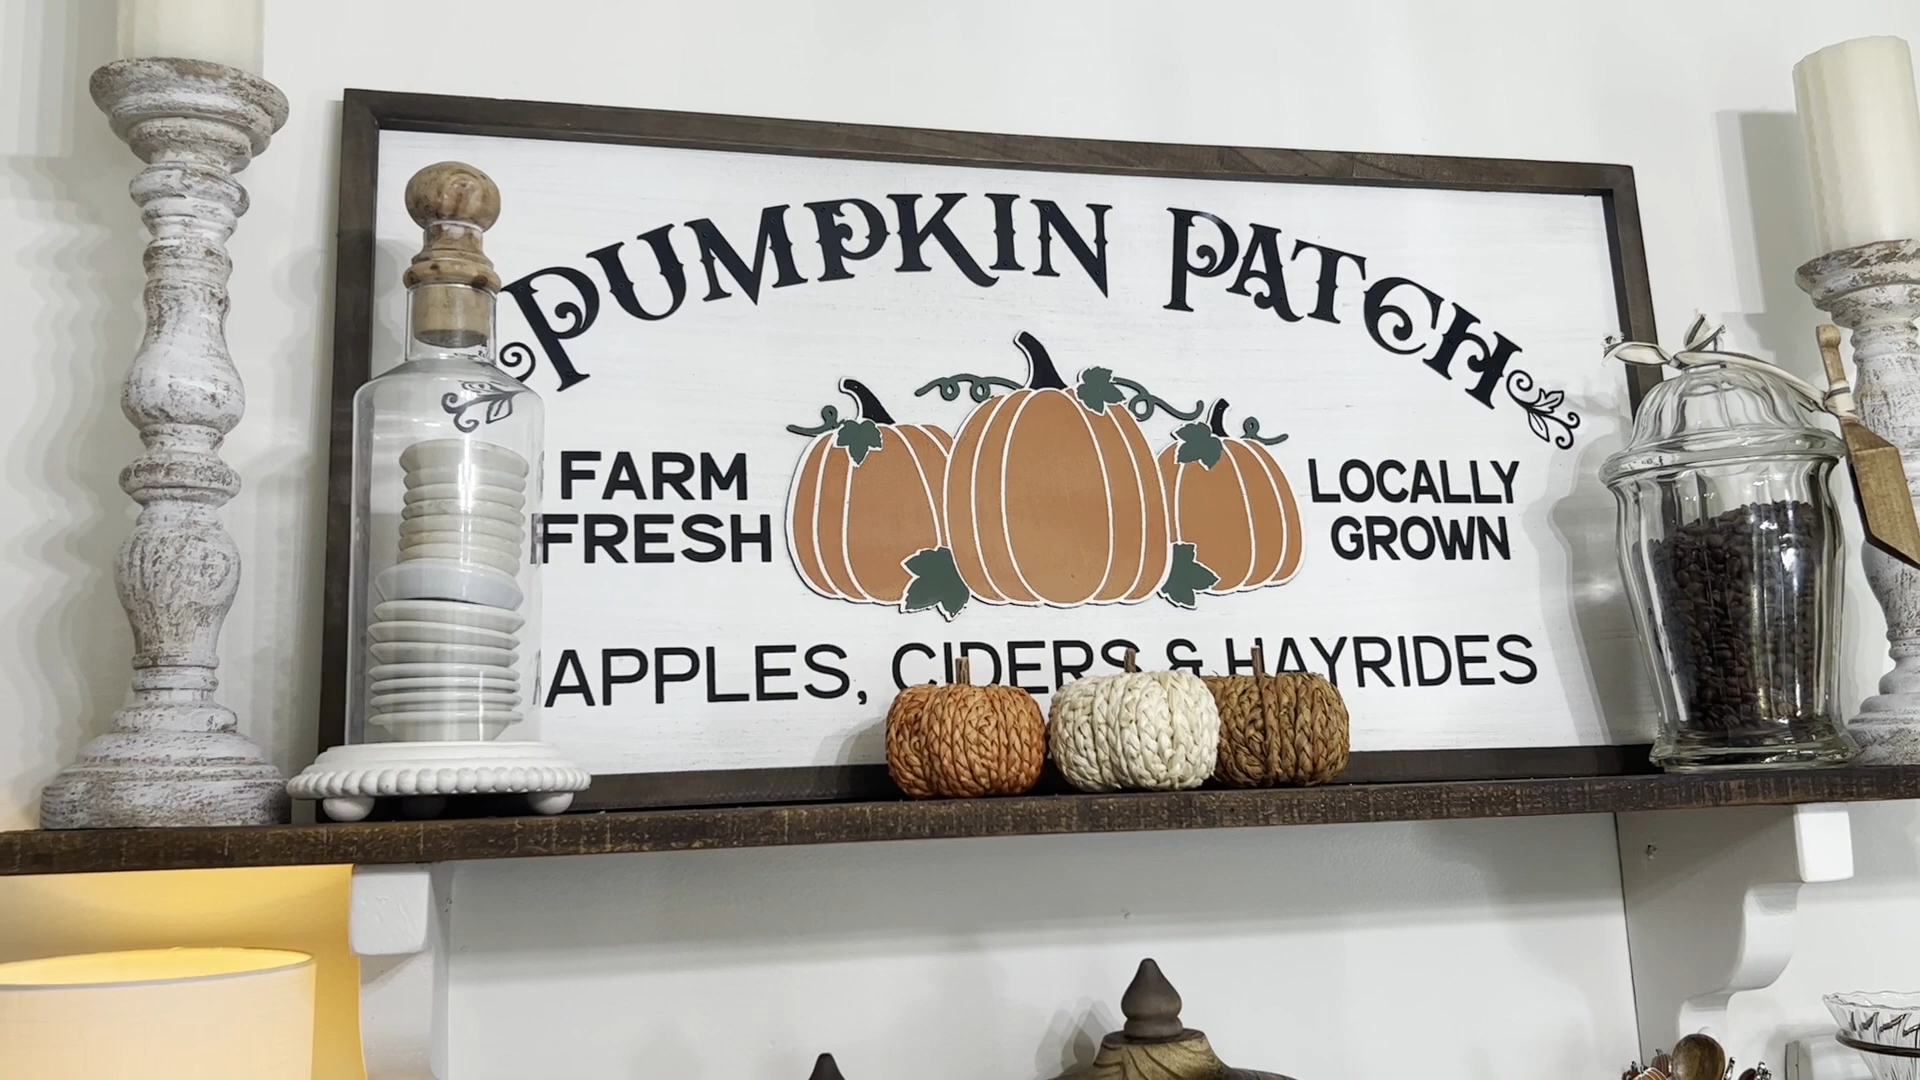 PUMPKIN PATCH
FARM
FRESH
LOCALLY
GROWN
APPLES, CIDERS & HAYRIDES